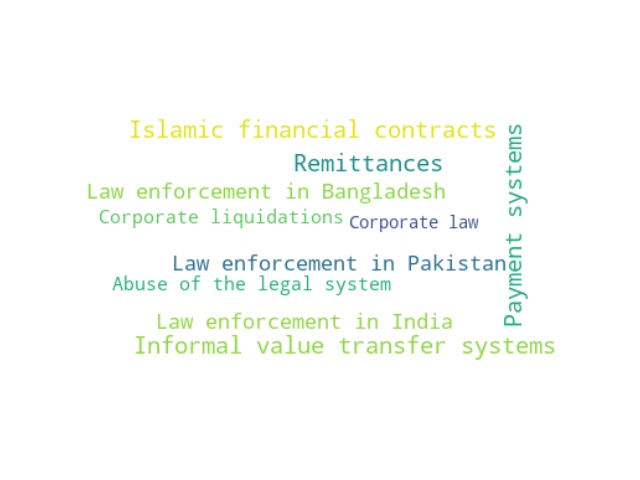 Islamic financial contracts
Remittances
Law enforcement in Bangladesh
Corporate liquidations
Corporate law
Law enforcement in Pakistan
Abuse of the legal system
Law enforcement in India
Informal value transfer systems
Payment systems